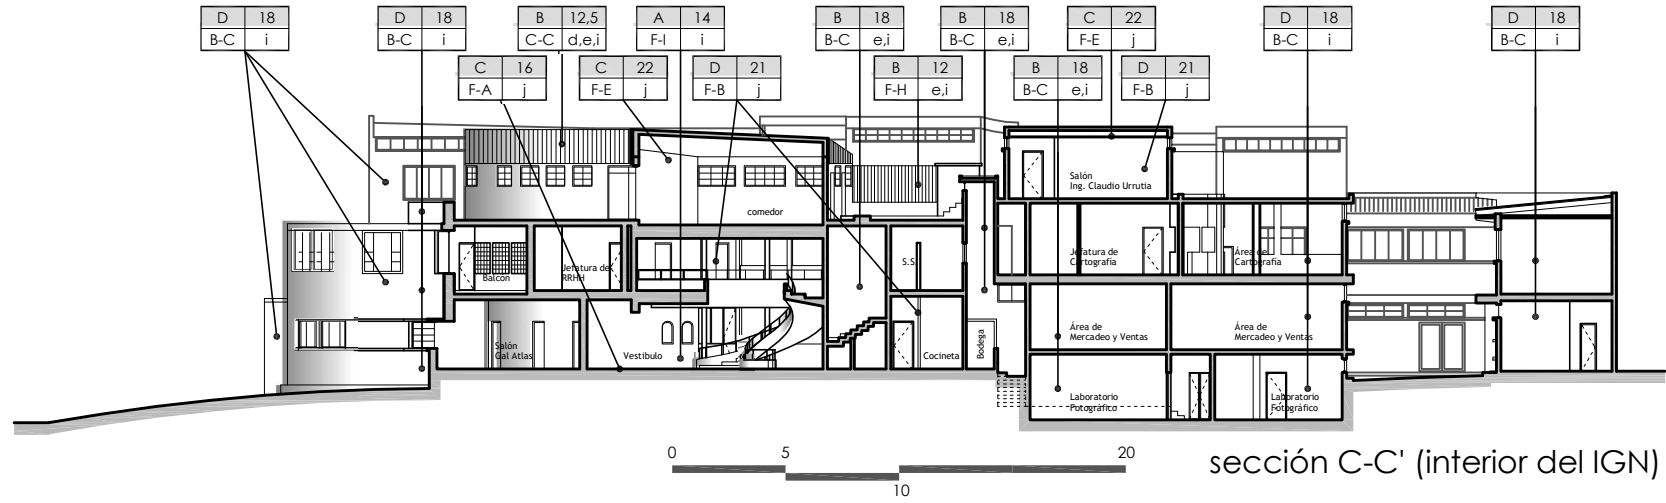 D 18
B-C i
D 18
B-C i
B 12,5
C-C d,e,i
A 14
F-I i
B 18
B-C e,i
B 18
B-C e,i
C 22
F-E j
D 18
B-C i
D 18
B-C i
C 16
F-A j
C 22
F-E j
D 21
F-B j
B 12
F-H e,i
B 18
B-C e,i
D 21
F-B j
Salón
Ing. Claudio Urrutia
comedor
Balcón
Jefatura de
RRHH
S.S.
Jefatura de
Cartografía
Área de
Cartografía
Salón
Gal Atlas
Vestíbulo
Cocineta
Bodega
Área de
Mercadeo y Ventas
Área de
Mercadeo y Ventas
Laboratorio
Fotográfico
Laboratorio
Fotográfico
0 5 20
10
sección C-C' (interior del IGN)